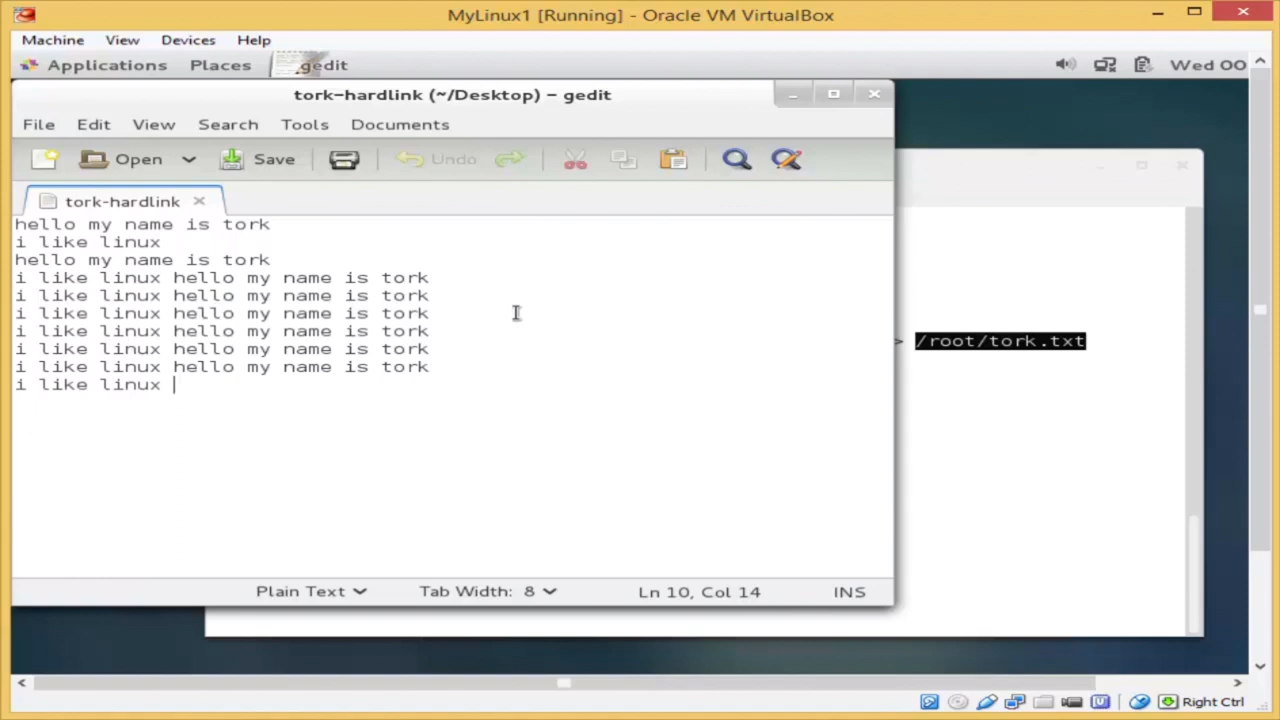 MyLinux1 [Running] - Oracle VM VirtualBox
Machine View Devices Help
Applications Places gedit Wed 00
tork-hardlink (~/Desktop) - gedit
File Edit View Search Tools Documents
Open Save Undo
tork-hardlink
hello my name is tork
i like linux
hello my name is tork
i like linux hello my name is tork
i like linux hello my name is tork
i like linux hello my name is tork
i like linux hello my name is tork
i like linux hello my name is tork
i like linux hello my name is tork
i like linux
> /root/tork.txt
Plain Text Tab Width: 8 Ln 10, Col 14 INS
Right Ctrl